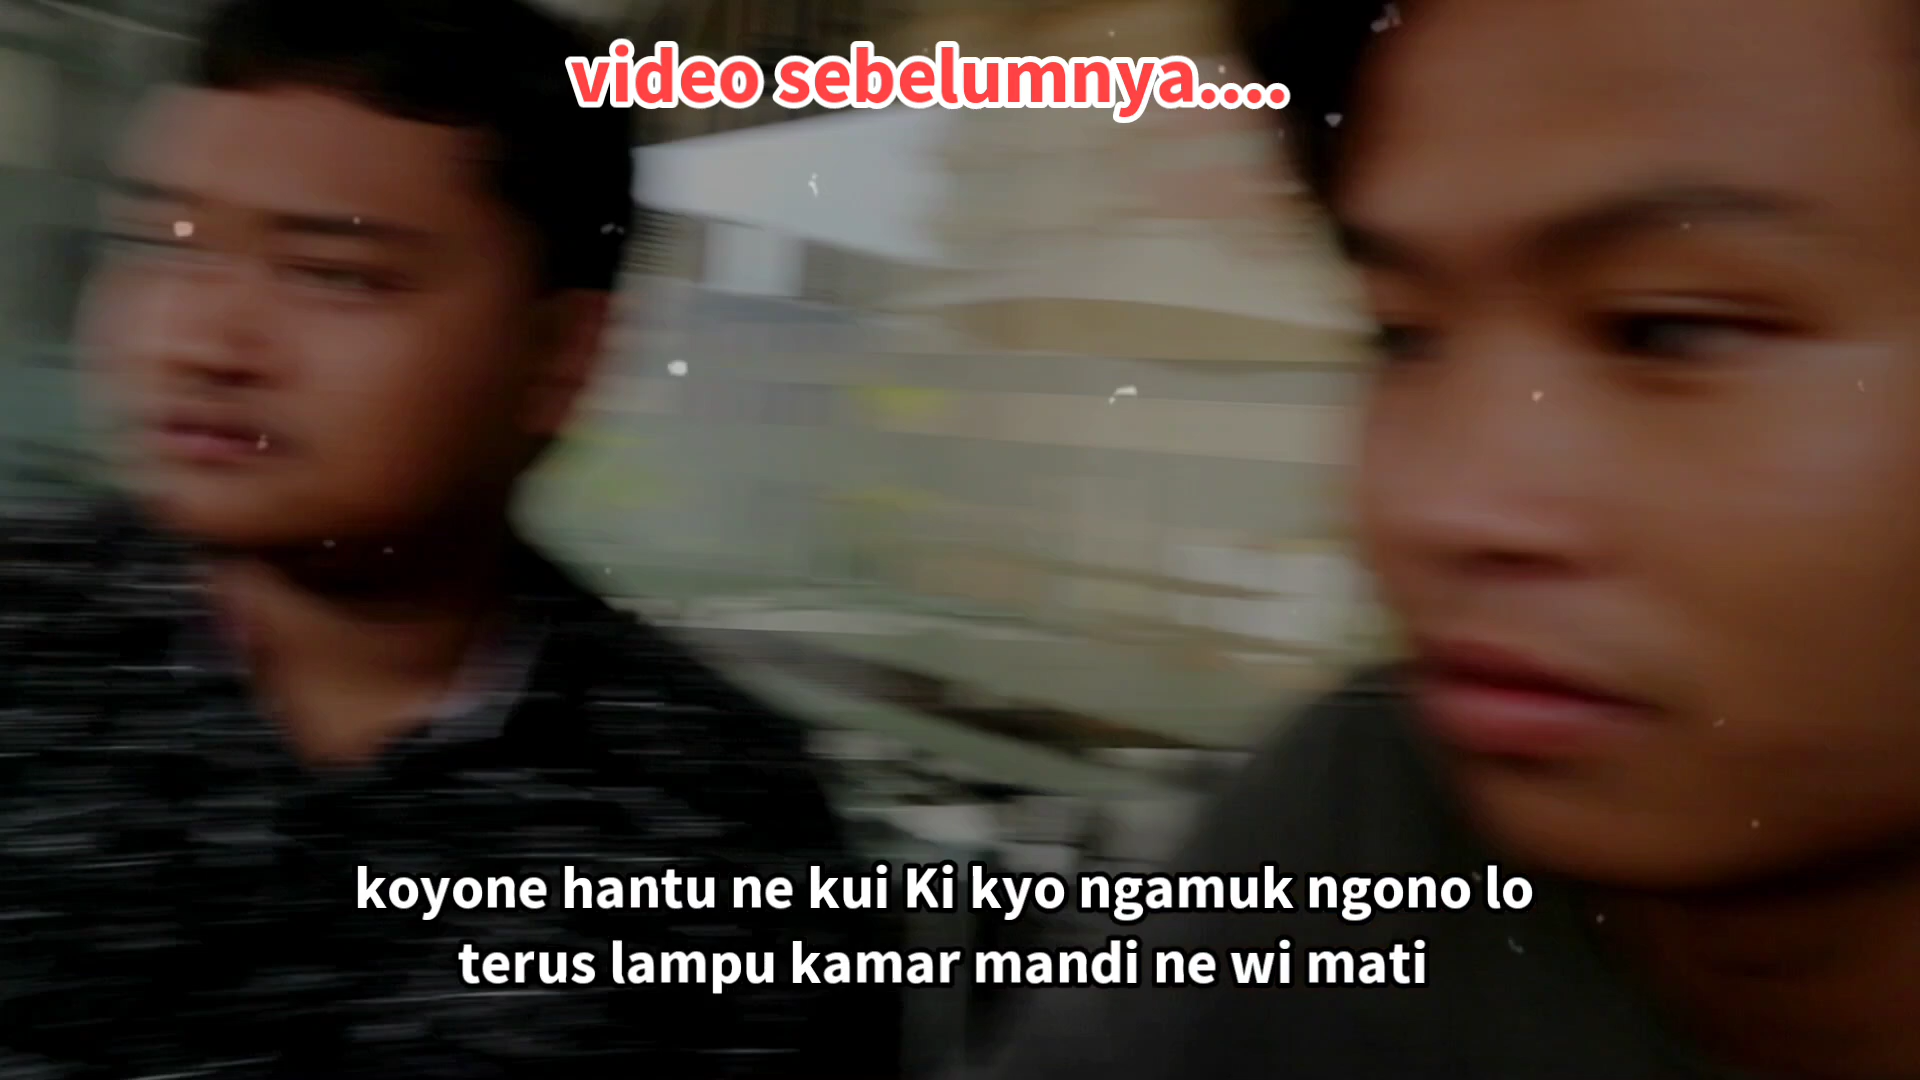 video sebelumnya....
koyone hantu ne kui Ki kyo ngamuk ngono lo
terus lampu kamar mandi ne wi mati